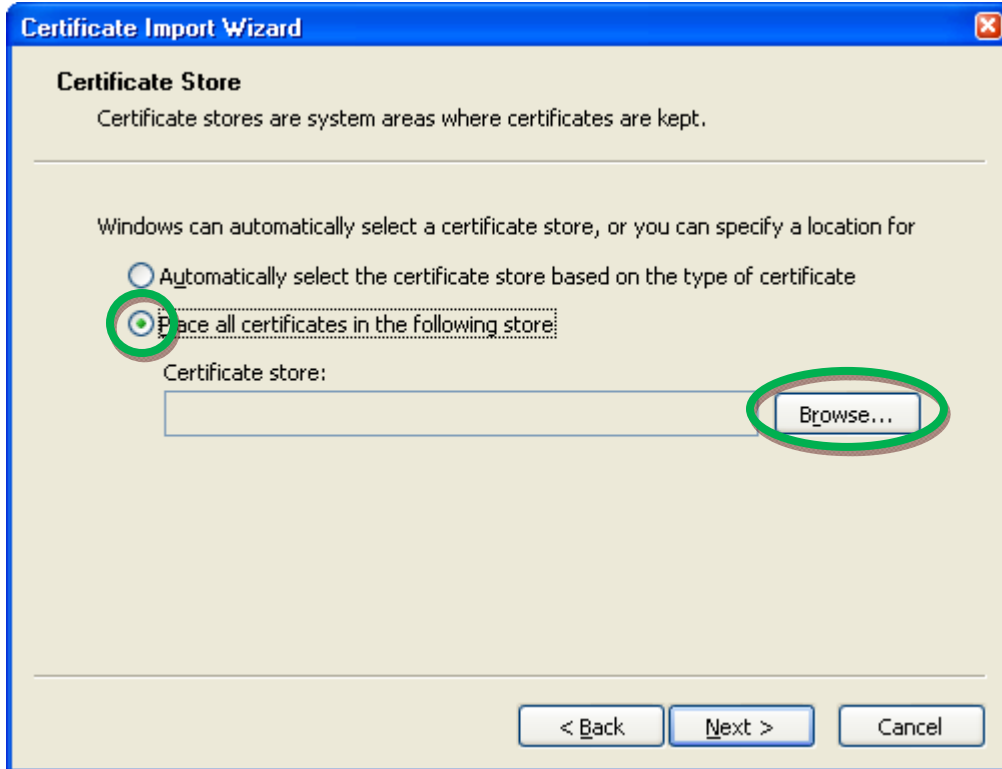 Certificate Import Wizard
Certificate Store
Certificate stores are system areas where certificates are kept.
Windows can automatically select a certificate store, or you can specify a location for
Automatically select the certificate store based on the type of certificate
Place all certificates in the following store
Certificate store:
Browse...
< Back
Next >
Cancel